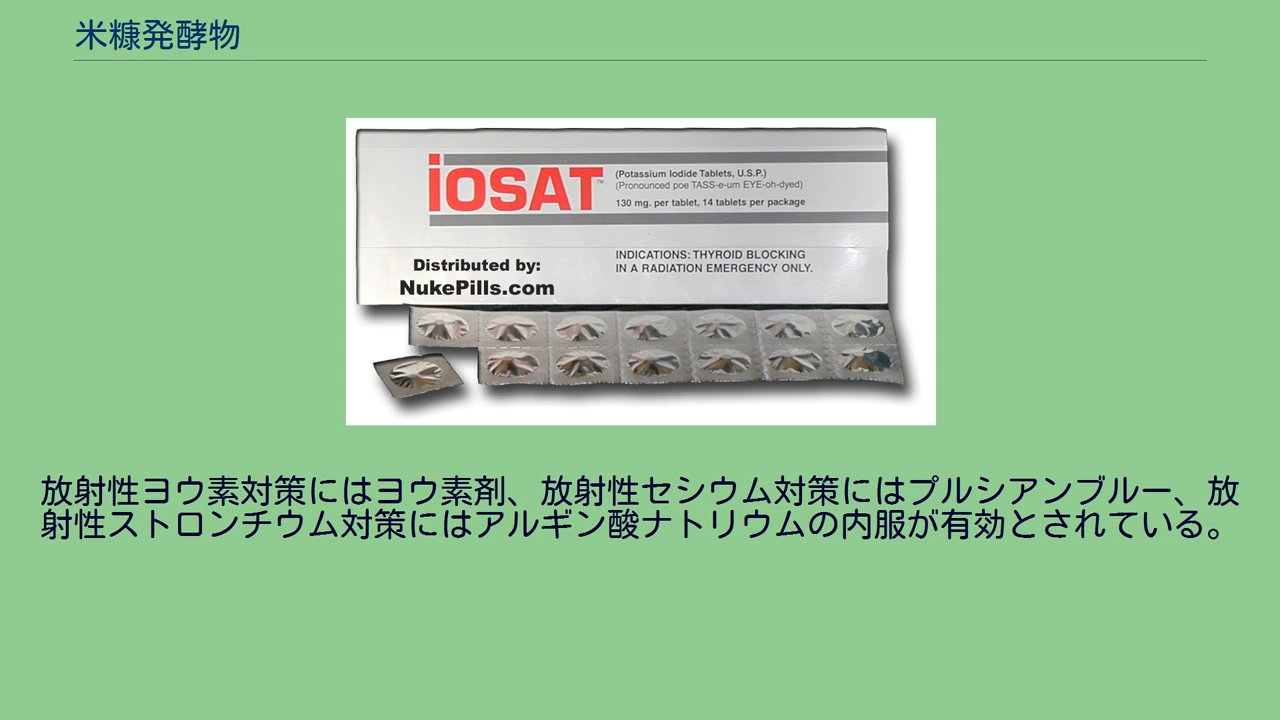 米糠発酵物
iOSAT™
(Potassium Iodide Tablets, U.S.P.)
(Pronounced poe TASS-e-um EYE-oh-dyed)
130 mg. per tablet, 14 tablets per package
INDICATIONS: THYROID BLOCKING
IN A RADIATION EMERGENCY ONLY.
Distributed by:
NukePills.com
放射性ヨウ素対策にはヨウ素剤、放射性セシウム対策にはプルシアンブルー、放
射性ストロンチウム対策にはアルギン酸ナトリウムの内服が有効とされている。